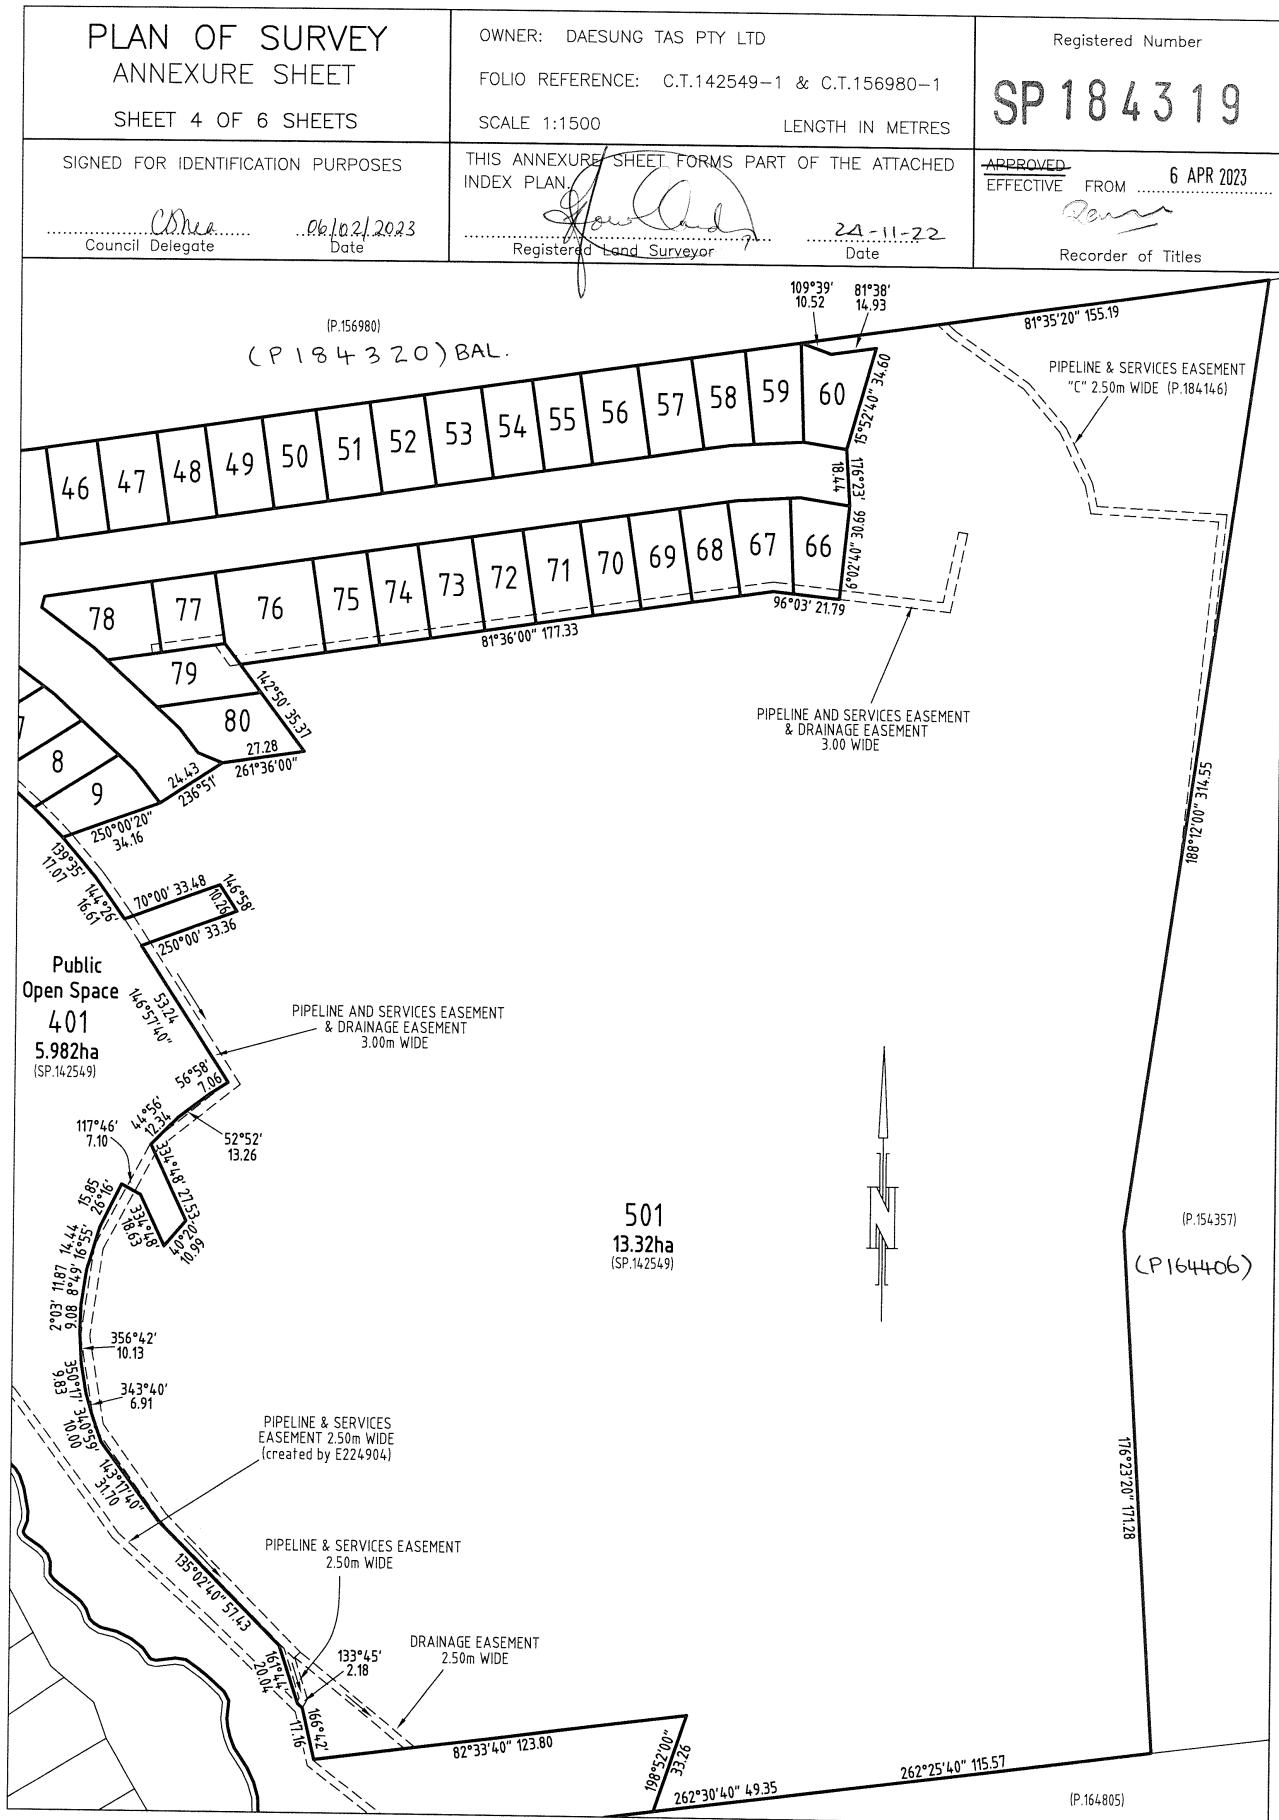 PLAN OF SURVEY
ANNEXURE SHEET
SHEET 4 OF 6 SHEETS
OWNER: DAESUNG TAS PTY LTD
FOLIO REFERENCE: C.T.142549-1 & C.T.156980-1
SCALE 1:1500 LENGTH IN METRES
Registered Number
SP184319
SIGNED FOR IDENTIFICATION PURPOSES
06/02/2023
Council Delegate Date
THIS ANNEXURE SHEET FORMS PART OF THE ATTACHED
INDEX PLAN.
24-11-22
Registered Land Surveyor Date
APPROVED
EFFECTIVE FROM 6 APR 2023
Recorder of Titles
(P.156980)
(P184320) BAL.
109°39'
10.52
81°38'
14.93
81°35'20" 155.19
PIPELINE & SERVICES EASEMENT
"C" 2.50m WIDE (P.184146)
46
47
48
49
50
51
52
53
54
55
56
57
58
59
60
15°52'40" 34.60
176°23'
18.44
6°02'40" 30.66
78
77
76
75
74
73
72
71
70
69
68
67
66
96°03' 21.79
81°36'00" 177.33
79
80
142°50' 35.37
27.28
261°36'00"
24.43
236°51'
7
8
9
250°00'20"
34.16
PIPELINE AND SERVICES EASEMENT
& DRAINAGE EASEMENT
3.00 WIDE
188°12'00" 314.55
139°35'
17.07
144°26'
16.61
70°00' 33.48
146°58'
10.26
250°00' 33.36
Public
Open Space
401
5.982ha
(SP.142549)
53.24
146°57'40"
PIPELINE AND SERVICES EASEMENT
& DRAINAGE EASEMENT
3.00m WIDE
56°58'
7.06
44°56'
12.34
52°52'
13.26
117°46'
7.10
334°48' 27.53
15.85
26°16'
334°48'
18.63
40°20'
10.99
14.44
16°55'
11.87
8°49'
2°03'
9.08
501
13.32ha
(SP.142549)
N
(P.154357)
(P164406)
356°42'
10.13
350°17'
9.83
343°40'
6.91
340°59'
10.00
143°17'40"
31.70
PIPELINE & SERVICES
EASEMENT 2.50m WIDE
(created by E224904)
176°23'20" 171.28
PIPELINE & SERVICES EASEMENT
2.50m WIDE
135°02'40" 57.43
DRAINAGE EASEMENT
2.50m WIDE
161°44'
20.04
133°45'
2.18
166°42'
17.16
82°33'40" 123.80
198°52'00"
33.26
262°30'40" 49.35
262°25'40" 115.57
(P.164805)